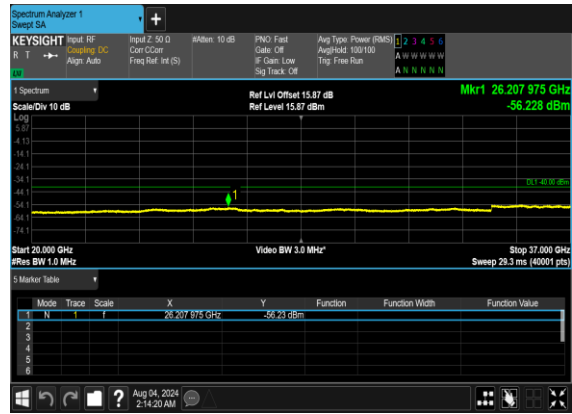 Spectrum Analyzer 1
Swept SA
KEYSIGHT Input: RF Input Z: 50 Ω #Atten: 10 dB PNO: Fast Avg Type: Power (RMS) 1 2 3 4 5 6
R T Coupling: DC Corr CCorr Gate: Off Avg|Hold: 100/100 A W W W W W
Align: Auto Freq Ref: Int (S) IF Gain: Low Trig: Free Run
Sig Track: Off A N N N N N
1 Spectrum Ref Lvl Offset 15.87 dB Mkr1 26.207 975 GHz
Scale/Div 10 dB Ref Level 15.87 dBm -56.228 dBm
Log
5.87
-4.13
-14.1
-24.1
-34.1
DL1 -40.00 dBm
-44.1
1
-54.1
-64.1
-74.1
Start 20.000 GHz Video BW 3.0 MHz* Stop 37.000 GHz
#Res BW 1.0 MHz Sweep 29.3 ms (40001 pts)
5 Marker Table
Mode Trace Scale X Y Function Function Width Function Value
1 N 1 f 26.207 975 GHz -56.23 dBm
2
3
4
5
6
? Aug 04, 2024
2:14:20 AM